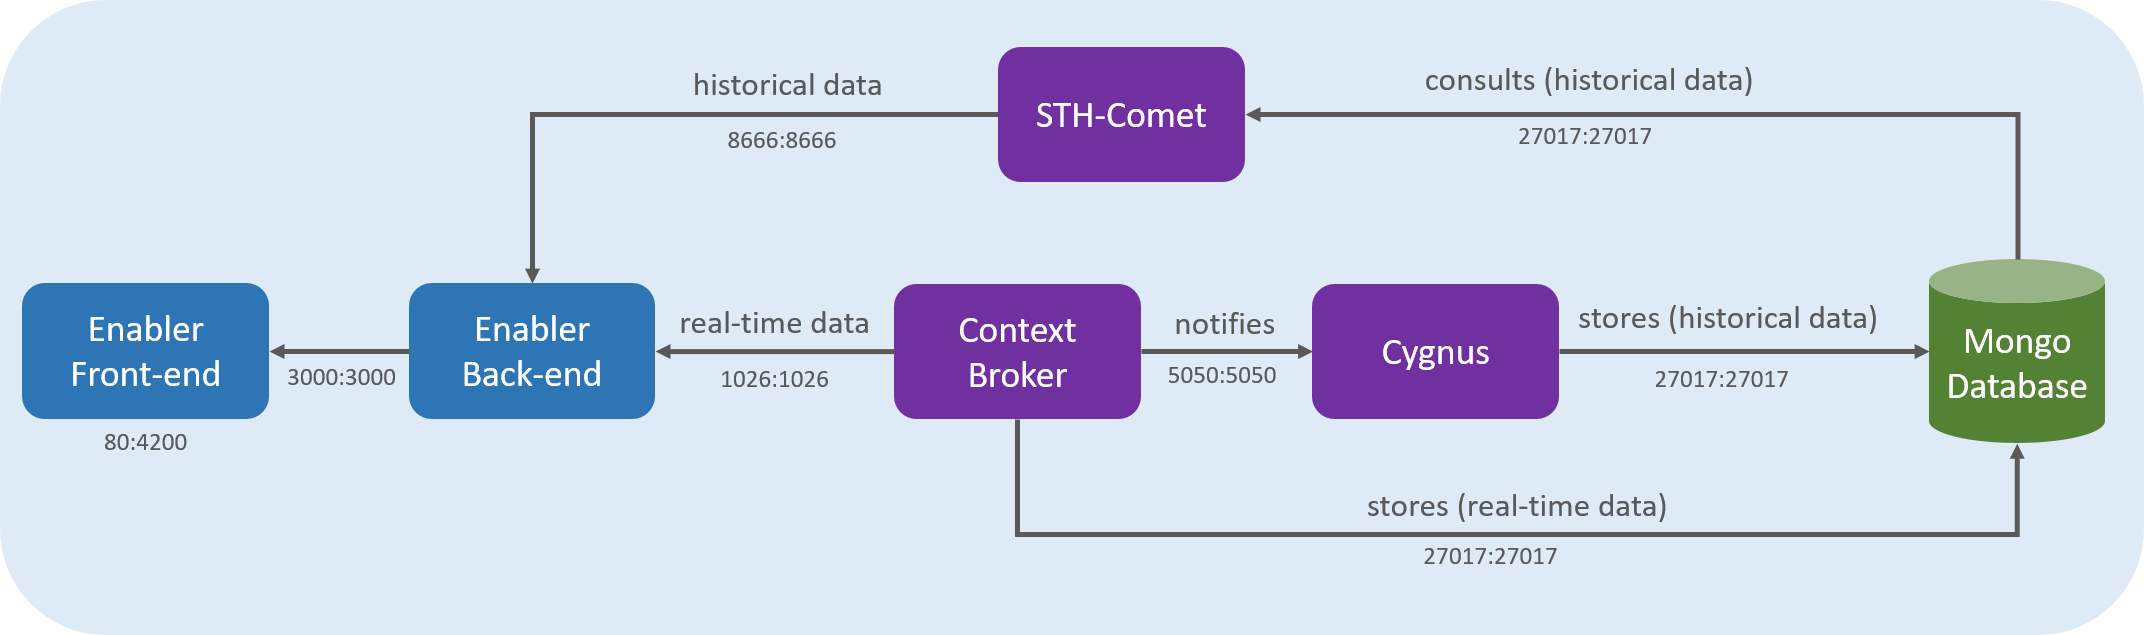 historical data
8666:8666
STH-Comet
consults (historical data)
27017:27017
Enabler
Front-end
80:4200
3000:3000
Enabler
Back-end
real-time data
1026:1026
Context
Broker
notifies
5050:5050
Cygnus
stores (historical data)
27017:27017
Mongo
Database
stores (real-time data)
27017:27017